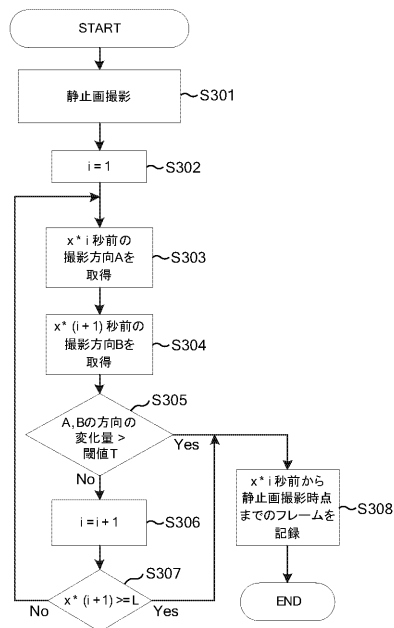 START
静止画撮影
S301
i = 1
S302
x * i 秒前の
撮影方向Aを
取得
S303
x * (i + 1) 秒前の
撮影方向Bを
取得
S304
A,Bの方向の
変化量 >
閾値T
S305
Yes
No
i = i + 1
S306
x * (i + 1) >= L
S307
No
Yes
x * i 秒前から
静止画撮影時点
までのフレームを
記録
S308
END